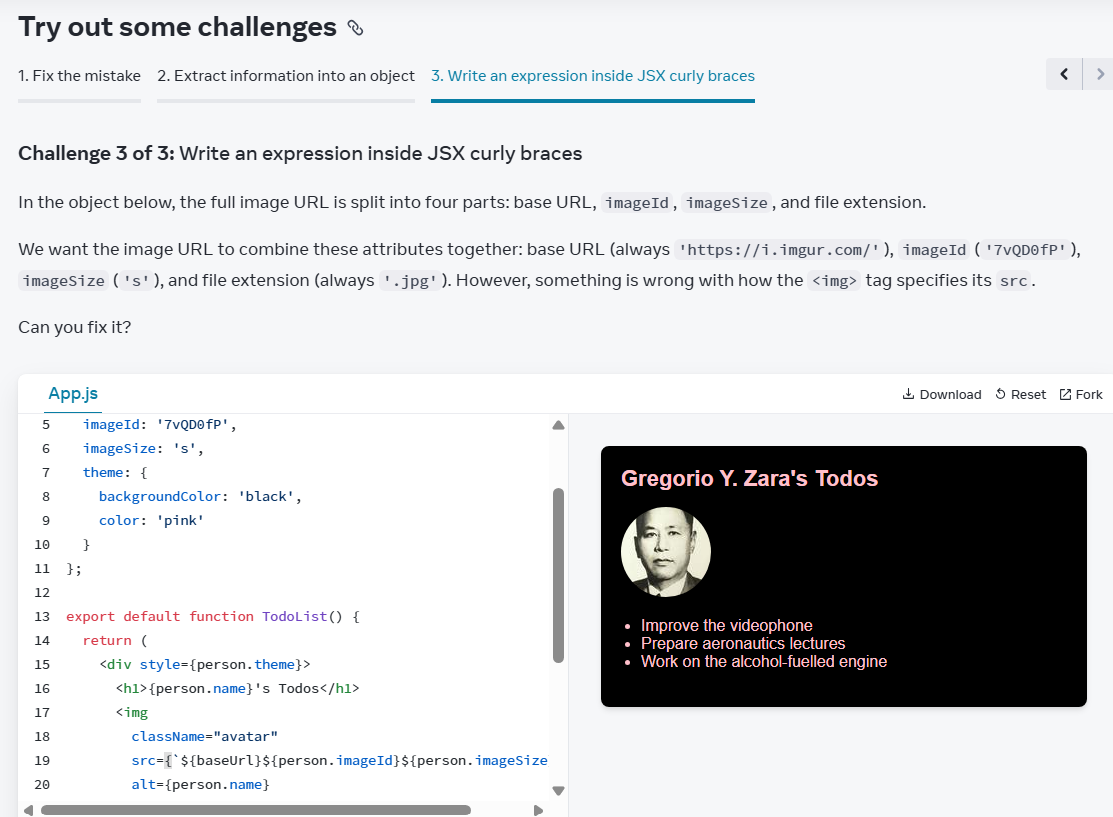 Try out some challenges
1. Fix the mistake 2. Extract information into an object 3. Write an expression inside JSX curly braces
Challenge 3 of 3: Write an expression inside JSX curly braces
In the object below, the full image URL is split into four parts: base URL, imageId, imageSize, and file extension.
We want the image URL to combine these attributes together: base URL (always 'https://i.imgur.com/'), imageId ('7vQD0fP'),
imageSize ('s'), and file extension (always '.jpg'). However, something is wrong with how the <img> tag specifies its src.
Can you fix it?
App.js
Download Reset Fork
5 imageId: '7vQD0fP',
6 imageSize: 's',
7 theme: {
8 backgroundColor: 'black',
9 color: 'pink'
10 }
11 };
12
13 export default function TodoList() {
14 return (
15 <div style={person.theme}>
16 <h1>{person.name}'s Todos</h1>
17 <img
18 className="avatar"
19 src={`${baseUrl}${person.imageId}${person.imageSize
20 alt={person.name}
Gregorio Y. Zara's Todos
Improve the videophone
Prepare aeronautics lectures
Work on the alcohol-fuelled engine